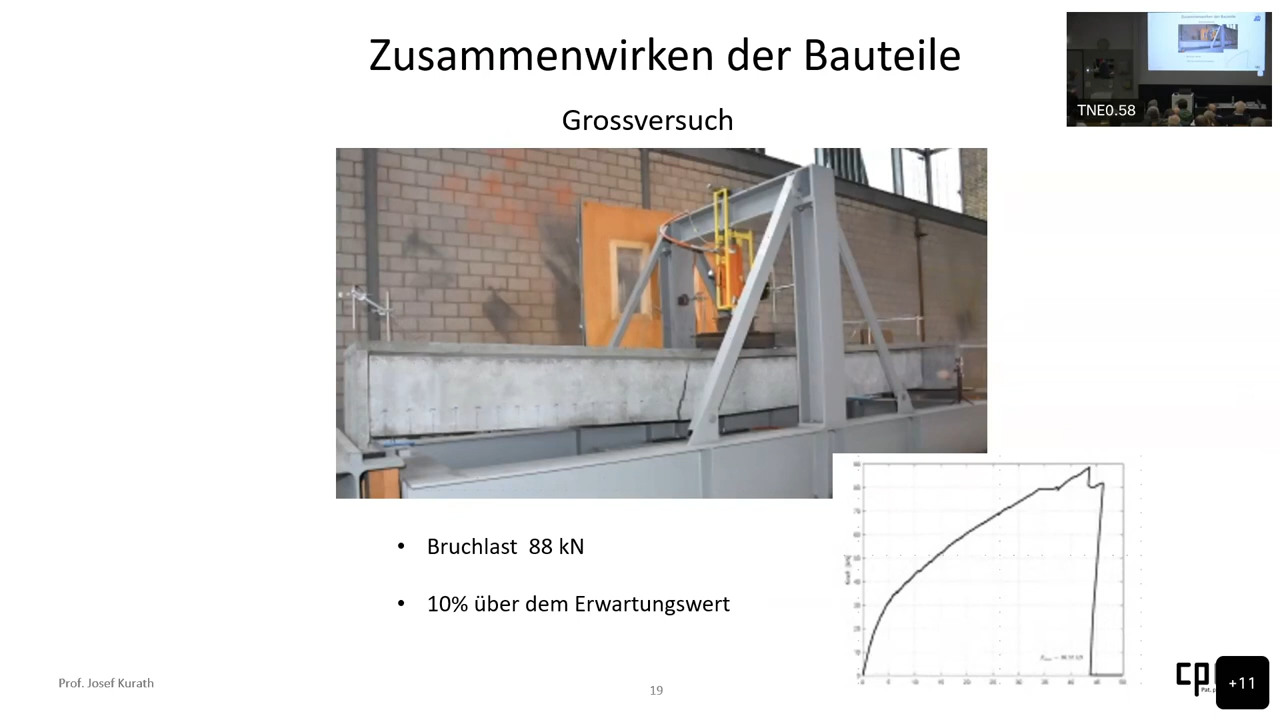 Zusammenwirken der Bauteile
Grossversuch
TNE0.58
• Bruchlast 88 kN
• 10% über dem Erwartungswert
Prof. Josef Kurath
19
+11